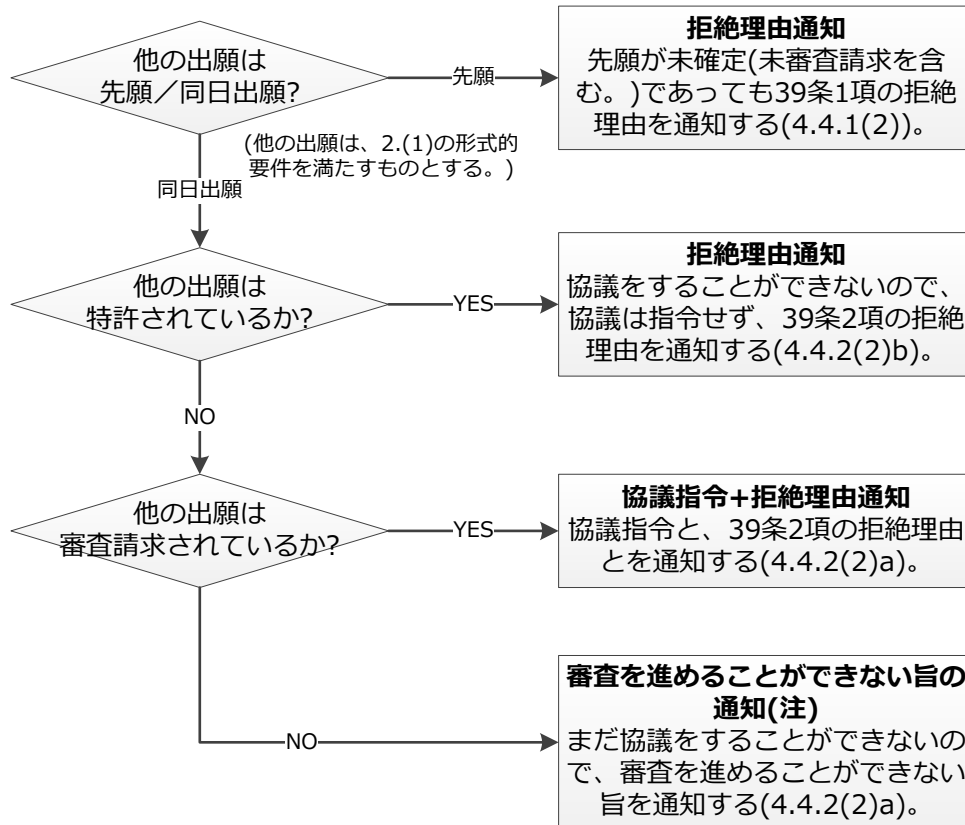 他の出願は
先願／同日出願?
先願
拒絶理由通知
先願が未確定(未審査請求を含
む。)であっても39条1項の拒絶
理由を通知する(4.4.1(2))。
(他の出願は、2.(1)の形式的
要件を満たすものとする。)
同日出願
他の出願は
特許されているか?
YES
拒絶理由通知
協議をすることができないので、
協議は指令せず、39条2項の拒絶
理由を通知する(4.4.2(2)b)。
NO
他の出願は
審査請求されているか?
YES
協議指令+拒絶理由通知
協議指令と、39条2項の拒絶理由
とを通知する(4.4.2(2)a)。
NO
審査を進めることができない旨の
通知(注)
まだ協議をすることができないの
で、審査を進めることができない
旨を通知する(4.4.2(2)a)。